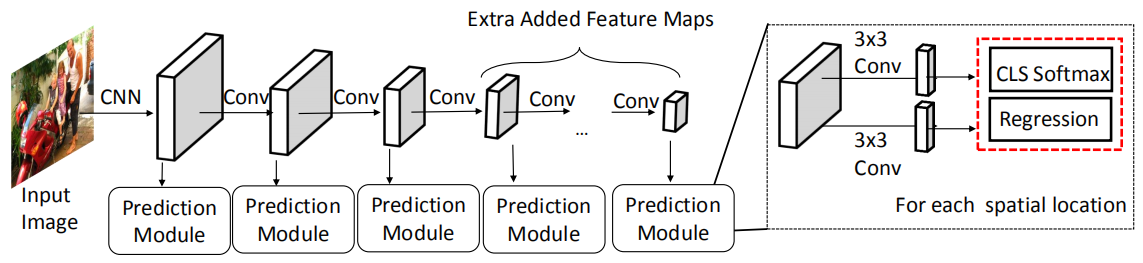 Extra Added Feature Maps
CNN
Conv
Conv
Conv
Conv
Conv
...
Input
Image
Prediction
Module
Prediction
Module
Prediction
Module
Prediction
Module
Prediction
Module
3x3
Conv
CLS Softmax
Regression
3x3
Conv
For each spatial location